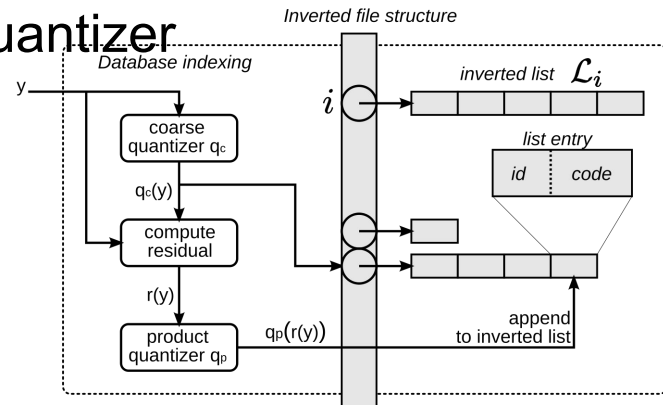 uantizer
Inverted file structure
Database indexing
y
inverted list ℒᵢ
i
coarse
quantizer qc
list entry
id code
qc(y)
compute
residual
r(y)
append
to inverted list
product
quantizer qp
qp(r(y))